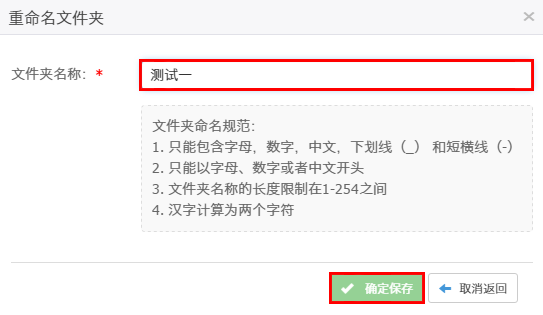 重命名文件夹
文件夹名称：*
测试一
文件夹命名规范：
1. 只能包含字母，数字，中文，下划线（_） 和短横线（-）
2. 只能以字母、数字或者中文开头
3. 文件夹名称的长度限制在1-254之间
4. 汉字计算为两个字符
确定保存
取消返回